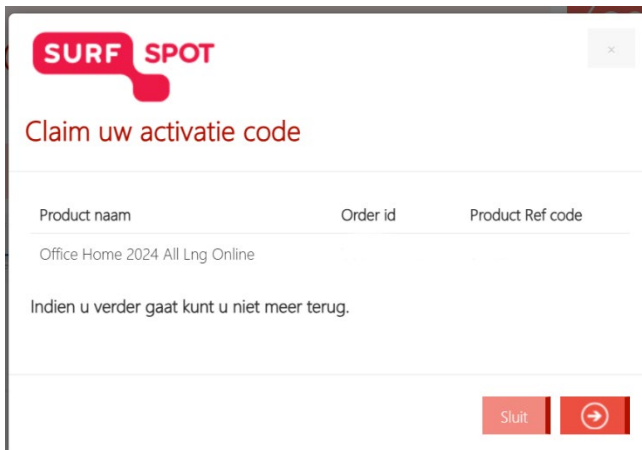 SURF SPOT
×
Claim uw activatie code
Product naam Order id Product Ref code
Office Home 2024 All Lng Online
Indien u verder gaat kunt u niet meer terug.
Sluit